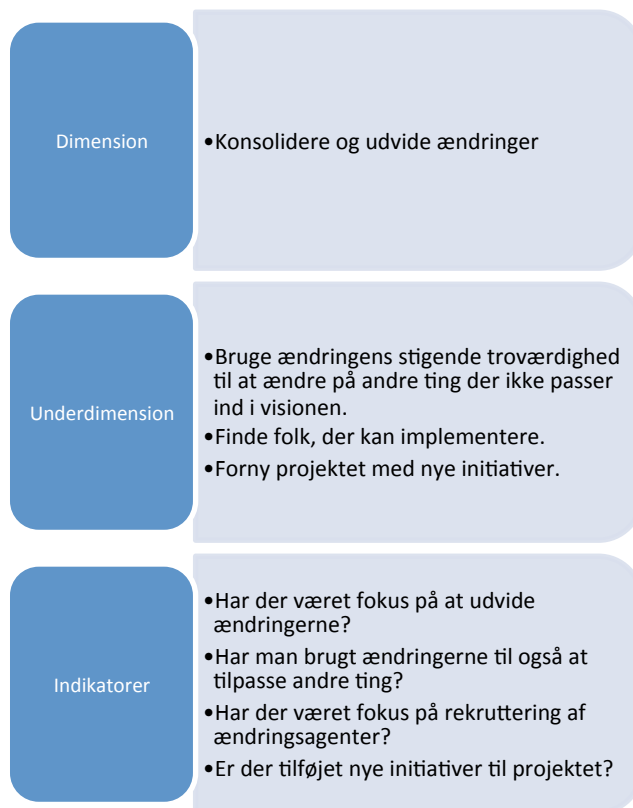 Dimension
•Konsolidere og udvide ændringer
Underdimension
•Bruge ændringens stigende troværdighed
til at ændre på andre ting der ikke passer
ind i visionen.
•Finde folk, der kan implementere.
•Forny projektet med nye initiativer.
Indikatorer
•Har der været fokus på at udvide
ændringerne?
•Har man brugt ændringerne til også at
tilpasse andre ting?
•Har der været fokus på rekruttering af
ændringsagenter?
•Er der tilføjet nye initiativer til projektet?